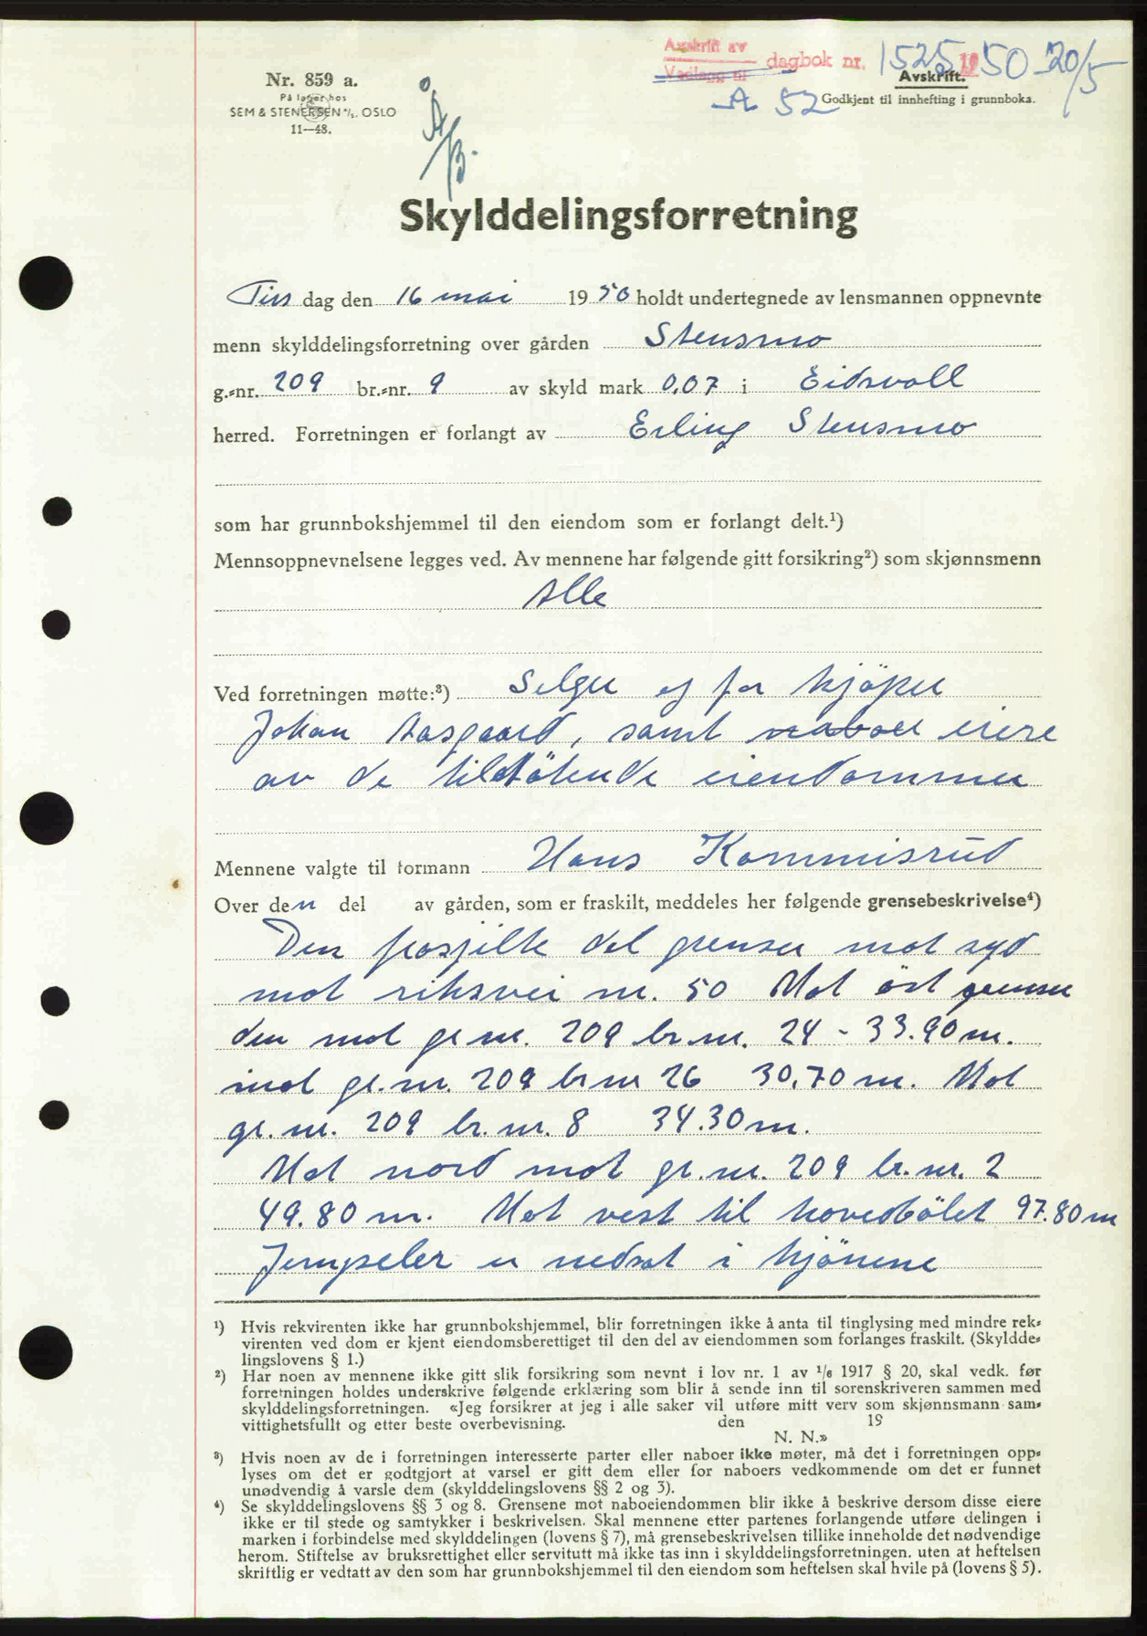 Avskrift av
Vedlegg til
dagbok nr. 1525 1950 20/5
Avskrift.
A 52 Godkjent til innhefting i grunnboka.
Nr. 859 a.
På lager hos
SEM & STENERSEN A/S. OSLO
11—48.
Å/B.
Skylddelingsforretning
Tirsdag den 16 mai 1950 holdt undertegnede av lensmannen oppnevnte
menn skylddelingsforretning over gården Stensmo
g.-nr. 209 br.-nr. 9 av skyld mark 0,07 i Eidsvoll
herred. Forretningen er forlangt av Erling Stensmo
som har grunnbokshjemmel til den eiendom som er forlangt delt.¹)
Mennsoppnevnelsene legges ved. Av mennene har følgende gitt forsikring²) som skjønnsmenn
Alle
Ved forretningen møtte:³) Selger og for kjöper
Johan Aasgaard, samt naboer eiere
av de tilstötende eiendommer
Mennene valgte til formann Hans Kommisrud
Over den del av gården, som er fraskilt, meddeles her følgende grensebeskrivelse⁴)
Den fraskilte del grenser mot syd
mot riksvei nr. 50 Mot öst grenser
den mot gr.nr. 209 br.nr. 24 - 33.90 m.
mot gr.nr. 209 br nr 26 30,70 m. Mot
gr.nr. 209 br.nr. 8 34.30 m.
Mot nord mot gr.nr. 209 br.nr. 2
49.80 m. Mot vest til hovedbölet 97.80 m
Jernpeler er nedsat i hjönene
¹) Hvis rekvirenten ikke har grunnbokshjemmel, blir forretningen ikke å anta til tinglysing med mindre rek-
virenten ved dom er kjent eiendomsberettiget til den del av eiendommen som forlanges fraskilt. (Skyldde-
lingslovens § 1.)
²) Har noen av mennene ikke gitt slik forsikring som nevnt i lov nr. 1 av ¹/₆ 1917 § 20, skal vedk. før
forretningen holdes underskrive følgende erklæring som blir å sende inn til sorenskriveren sammen med
skylddelingsforretningen. «Jeg forsikrer at jeg i alle saker vil utføre mitt verv som skjønnsmann sam-
vittighetsfullt og etter beste overbevisning. den 19
N. N.»
³) Hvis noen av de i forretningen interesserte parter eller naboer ikke møter, må det i forretningen opp-
lyses om det er godtgjort at varsel er gitt dem eller for naboers vedkommende om det er funnet
unødvendig å varsle dem (skylddelingslovens §§ 2 og 3).
⁴) Se skylddelingslovens §§ 3 og 8. Grensene mot naboeiendommen blir ikke å beskrive dersom disse eiere
ikke er til stede og samtykker i beskrivelsen. Skal mennene etter partenes forlangende utføre delingen i
marken i forbindelse med skylddelingen (lovens § 7), må grensebeskrivelsen tillike inneholde det nødvendige
herom. Stiftelse av bruksrettighet eller servitutt må ikke tas inn i skylddelingsforretningen, uten at heftelsen
skriftlig er vedtatt av den som har grunnbokshjemmel til den eiendom som heftelsen skal hvile på (lovens § 5).